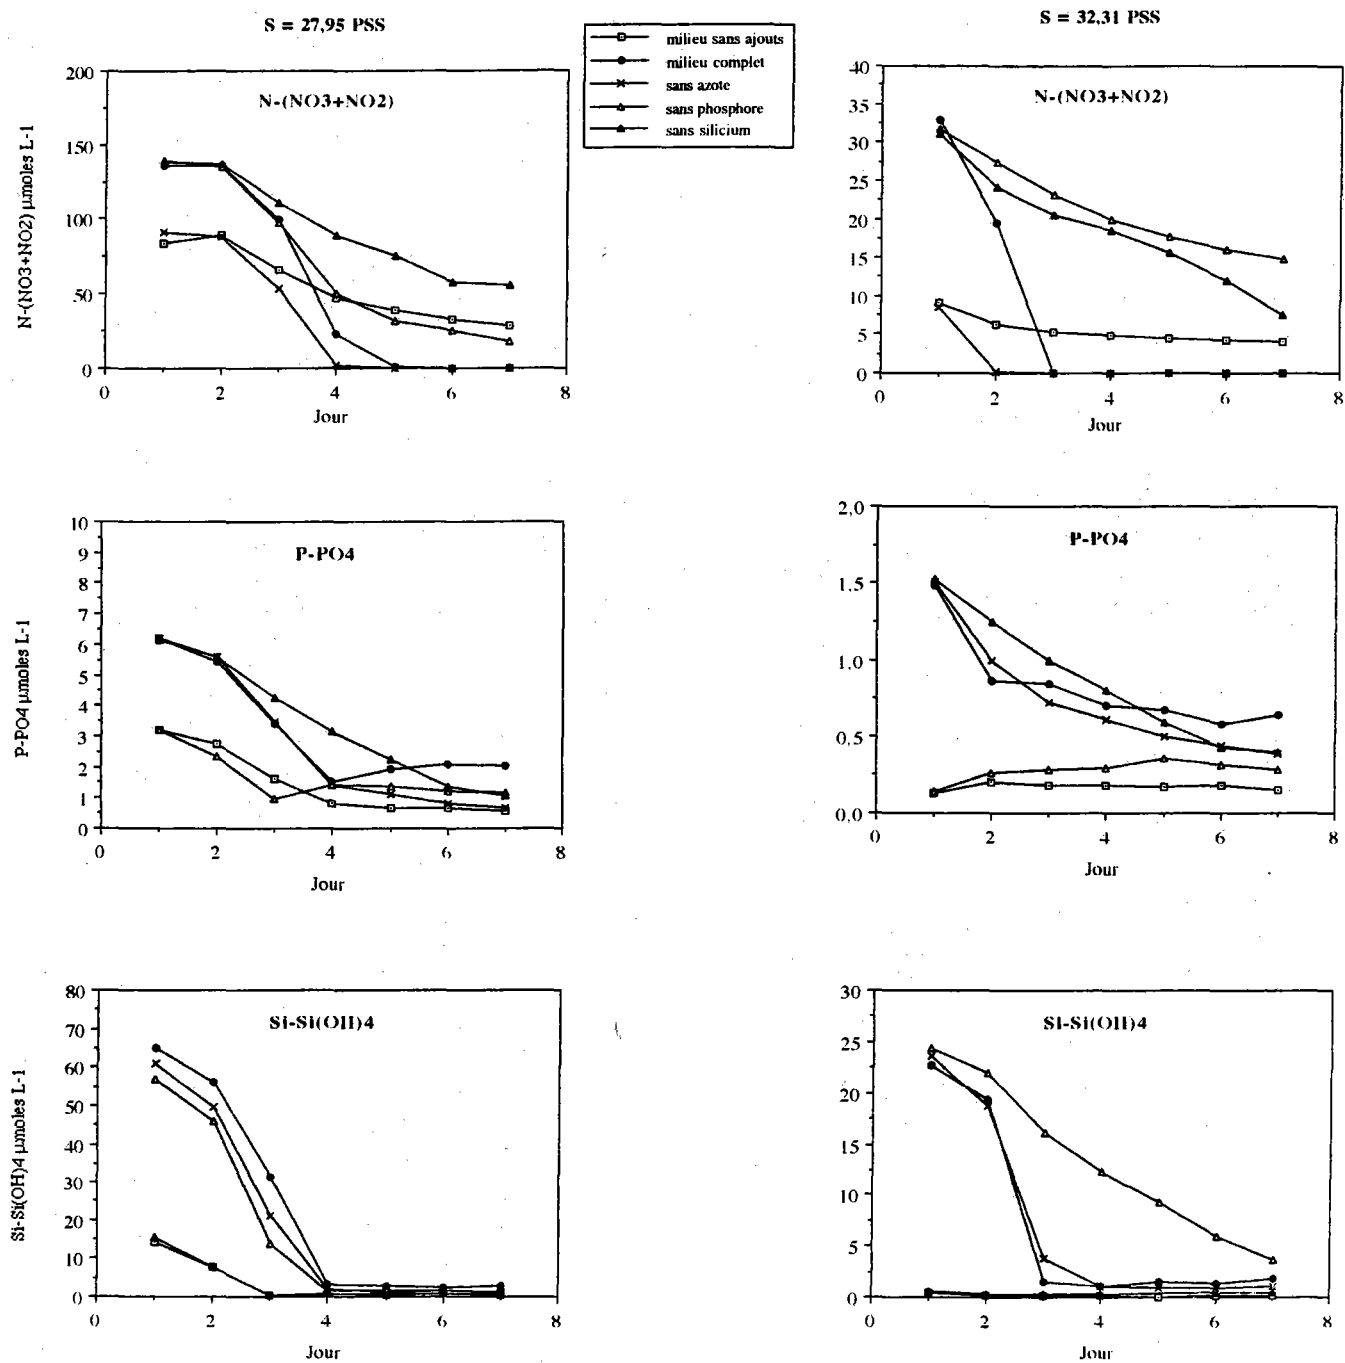 S = 27,95 PSS
S = 32,31 PSS
milieu sans ajouts
milieu complet
sans azote
sans phosphore
sans silicium
N-(NO3+NO2) µmoles L-1
N-(NO3+NO2)
200
150
100
50
0
0 2 4 6 8
Jour
N-(NO3+NO2)
40
35
30
25
20
15
10
5
0
0 2 4 6 8
Jour
P-PO4 µmoles L-1
P-PO4
10
9
8
7
6
5
4
3
2
1
0
0 2 4 6 8
Jour
P-PO4
2,0
1,5
1,0
0,5
0,0
0 2 4 6 8
Jour
Si-Si(OH)4 µmoles L-1
Si-Si(OH)4
80
70
60
50
40
30
20
10
0
0 2 4 6 8
Jour
Si-Si(OH)4
30
25
20
15
10
5
0
0 2 4 6 8
Jour